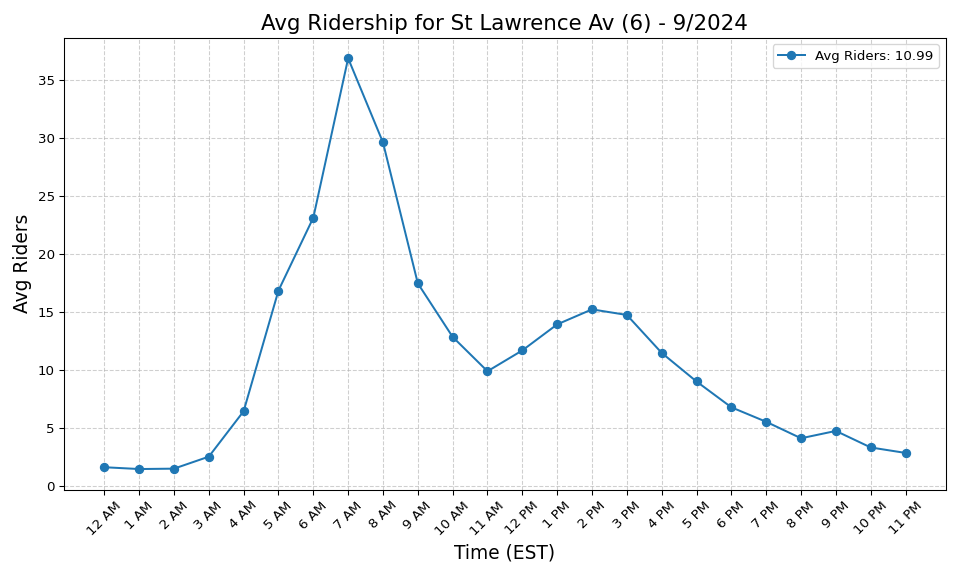 Avg Ridership for St Lawrence Av (6) - 9/2024
Avg Riders: 10.99
Avg Riders
35
30
25
20
15
10
5
0
12 AM
1 AM
2 AM
3 AM
4 AM
5 AM
6 AM
7 AM
8 AM
9 AM
10 AM
11 AM
12 PM
1 PM
2 PM
3 PM
4 PM
5 PM
6 PM
7 PM
8 PM
9 PM
10 PM
11 PM
Time (EST)